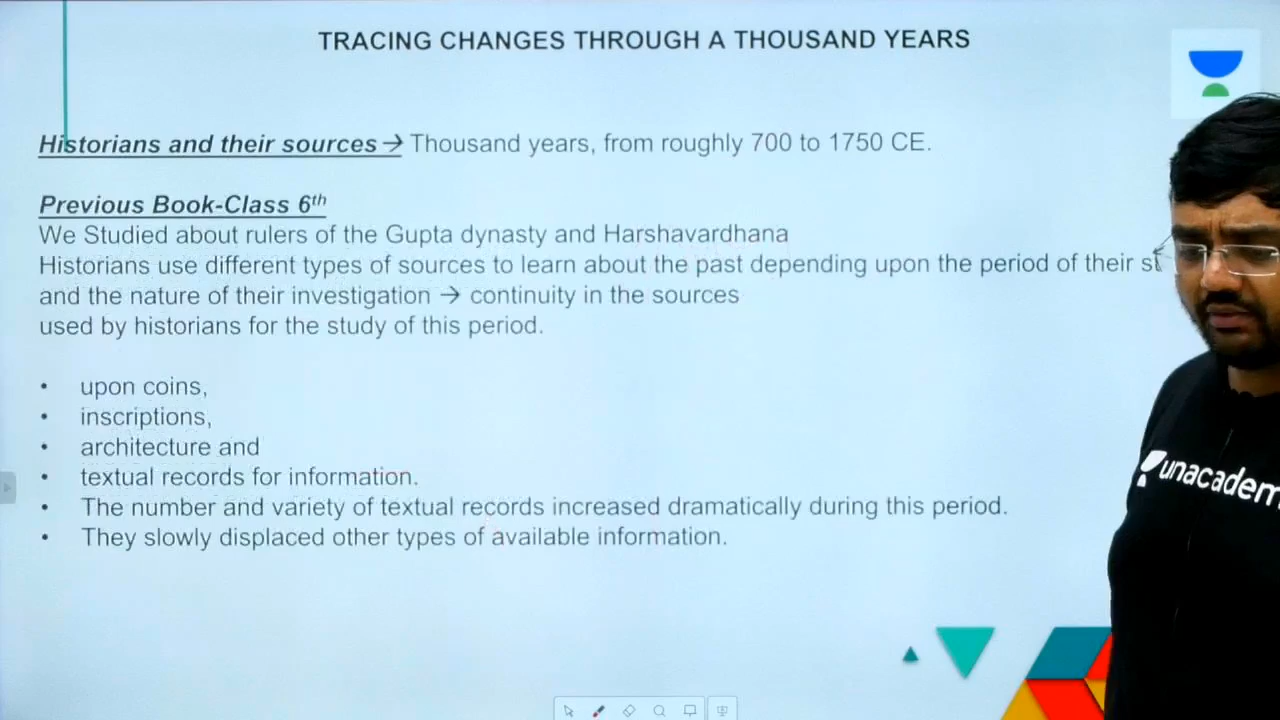 TRACING CHANGES THROUGH A THOUSAND YEARS
Historians and their sources → Thousand years, from roughly 700 to 1750 CE.
Previous Book-Class 6th
We Studied about rulers of the Gupta dynasty and Harshavardhana
Historians use different types of sources to learn about the past depending upon the period of their
and the nature of their investigation → continuity in the sources
used by historians for the study of this period.
• upon coins,
• inscriptions,
• architecture and
• textual records for information.
• The number and variety of textual records increased dramatically during this period.
• They slowly displaced other types of available information.
unacadem